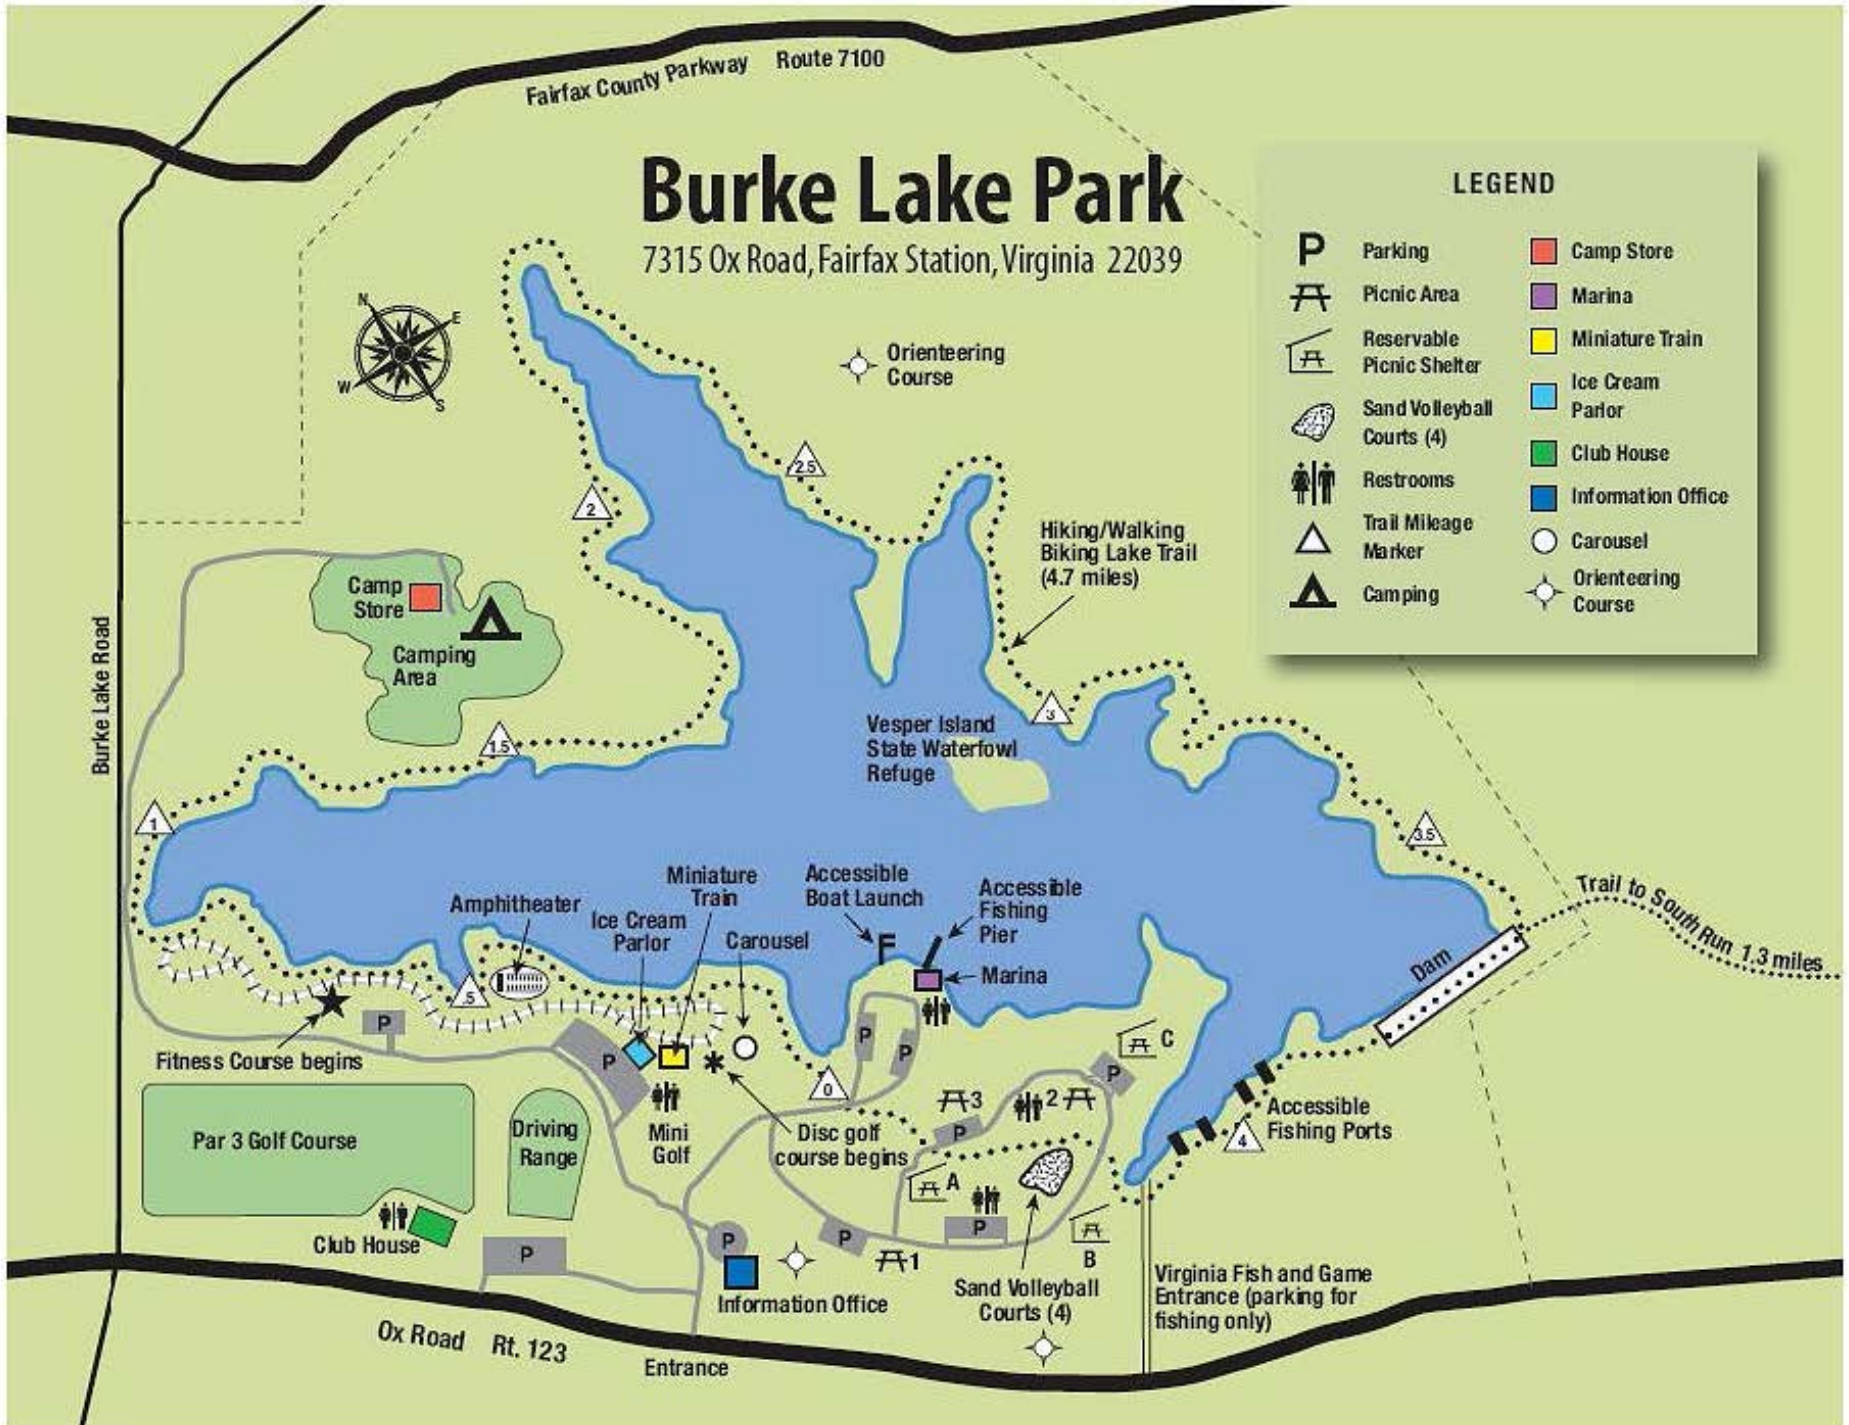 Fairfax County Parkway Route 7100
Burke Lake Park
7315 Ox Road, Fairfax Station, Virginia 22039
LEGEND
P Parking
Picnic Area
Reservable
Picnic Shelter
Sand Volleyball
Courts (4)
Restrooms
Trail Mileage
Marker
Camping
Camp Store
Marina
Miniature Train
Ice Cream
Parlor
Club House
Information Office
Carousel
Orienteering
Course
N
E
W
S
Orienteering
Course
2.5
2
Hiking/Walking
Biking Lake Trail
(4.7 miles)
Camp
Store
Camping
Area
Burke Lake Road
1.5
3
Vesper Island
State Waterfowl
Refuge
1
3.5
Trail to South Run 1.3 miles
Miniature
Train
Accessible
Boat Launch
Accessible
Fishing
Pier
Amphitheater
Ice Cream
Parlor
Carousel
F
Marina
Dam
.5
P
Fitness Course begins
P
P
P
C
P
0
3
2
P
Accessible
Fishing Ports
4
Par 3 Golf Course
Driving
Range
Mini
Golf
Disc golf
course begins
A
Club House
P
P
P
P
1
B
Information Office
Sand Volleyball
Courts (4)
Virginia Fish and Game
Entrance (parking for
fishing only)
Ox Road Rt. 123
Entrance